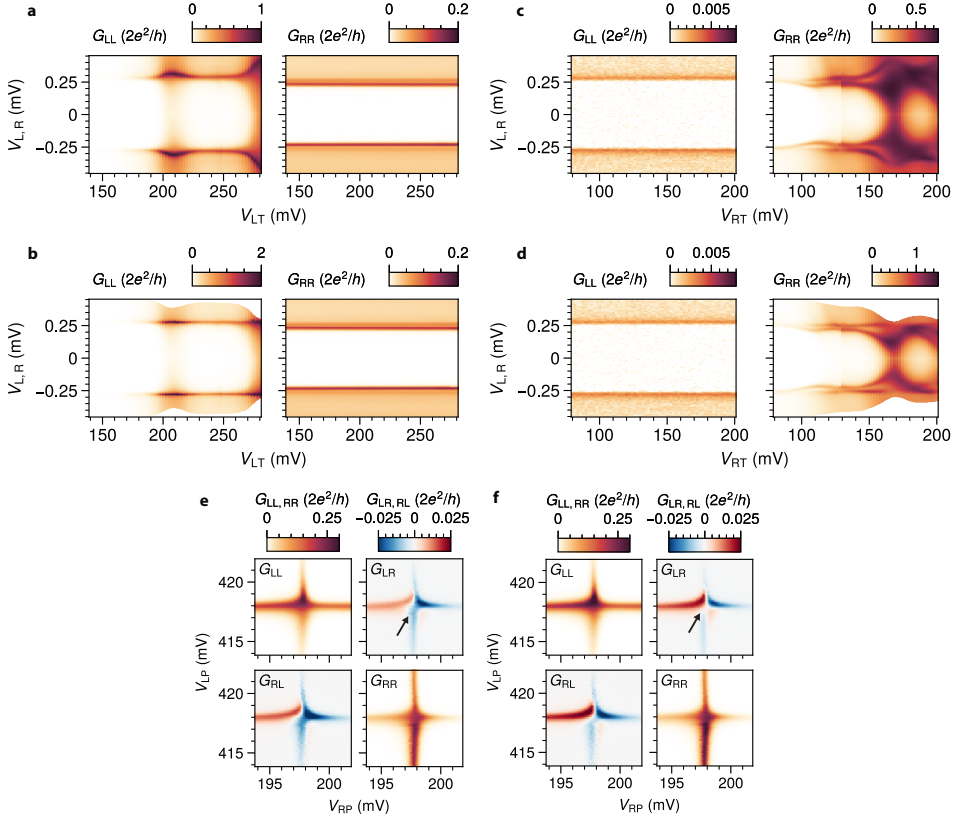 a
0 1
0 0.2
G_LL (2e²/h)
G_RR (2e²/h)
V_L, R (mV)
0.25
0
−0.25
150 200 250
150 200 250
V_LT (mV)
c
0 0.005
0 0.5
G_LL (2e²/h)
G_RR (2e²/h)
V_L, R (mV)
0.25
0
−0.25
100 150 200
100 150 200
V_RT (mV)
b
0 2
0 0.2
G_LL (2e²/h)
G_RR (2e²/h)
V_L, R (mV)
0.25
0
−0.25
150 200 250
150 200 250
V_LT (mV)
d
0 0.005
0 1
G_LL (2e²/h)
G_RR (2e²/h)
V_L, R (mV)
0.25
0
−0.25
100 150 200
100 150 200
V_RT (mV)
e
G_LL, RR (2e²/h)
0 0.25
G_LR, RL (2e²/h)
−0.025 0 0.025
G_LL
G_LR
420
415
V_LP (mV)
G_RL
G_RR
420
415
195 200
195 200
V_RP (mV)
f
G_LL, RR (2e²/h)
0 0.25
G_LR, RL (2e²/h)
−0.025 0 0.025
G_LL
G_LR
420
415
V_LP (mV)
G_RL
G_RR
420
415
195 200
195 200
V_RP (mV)